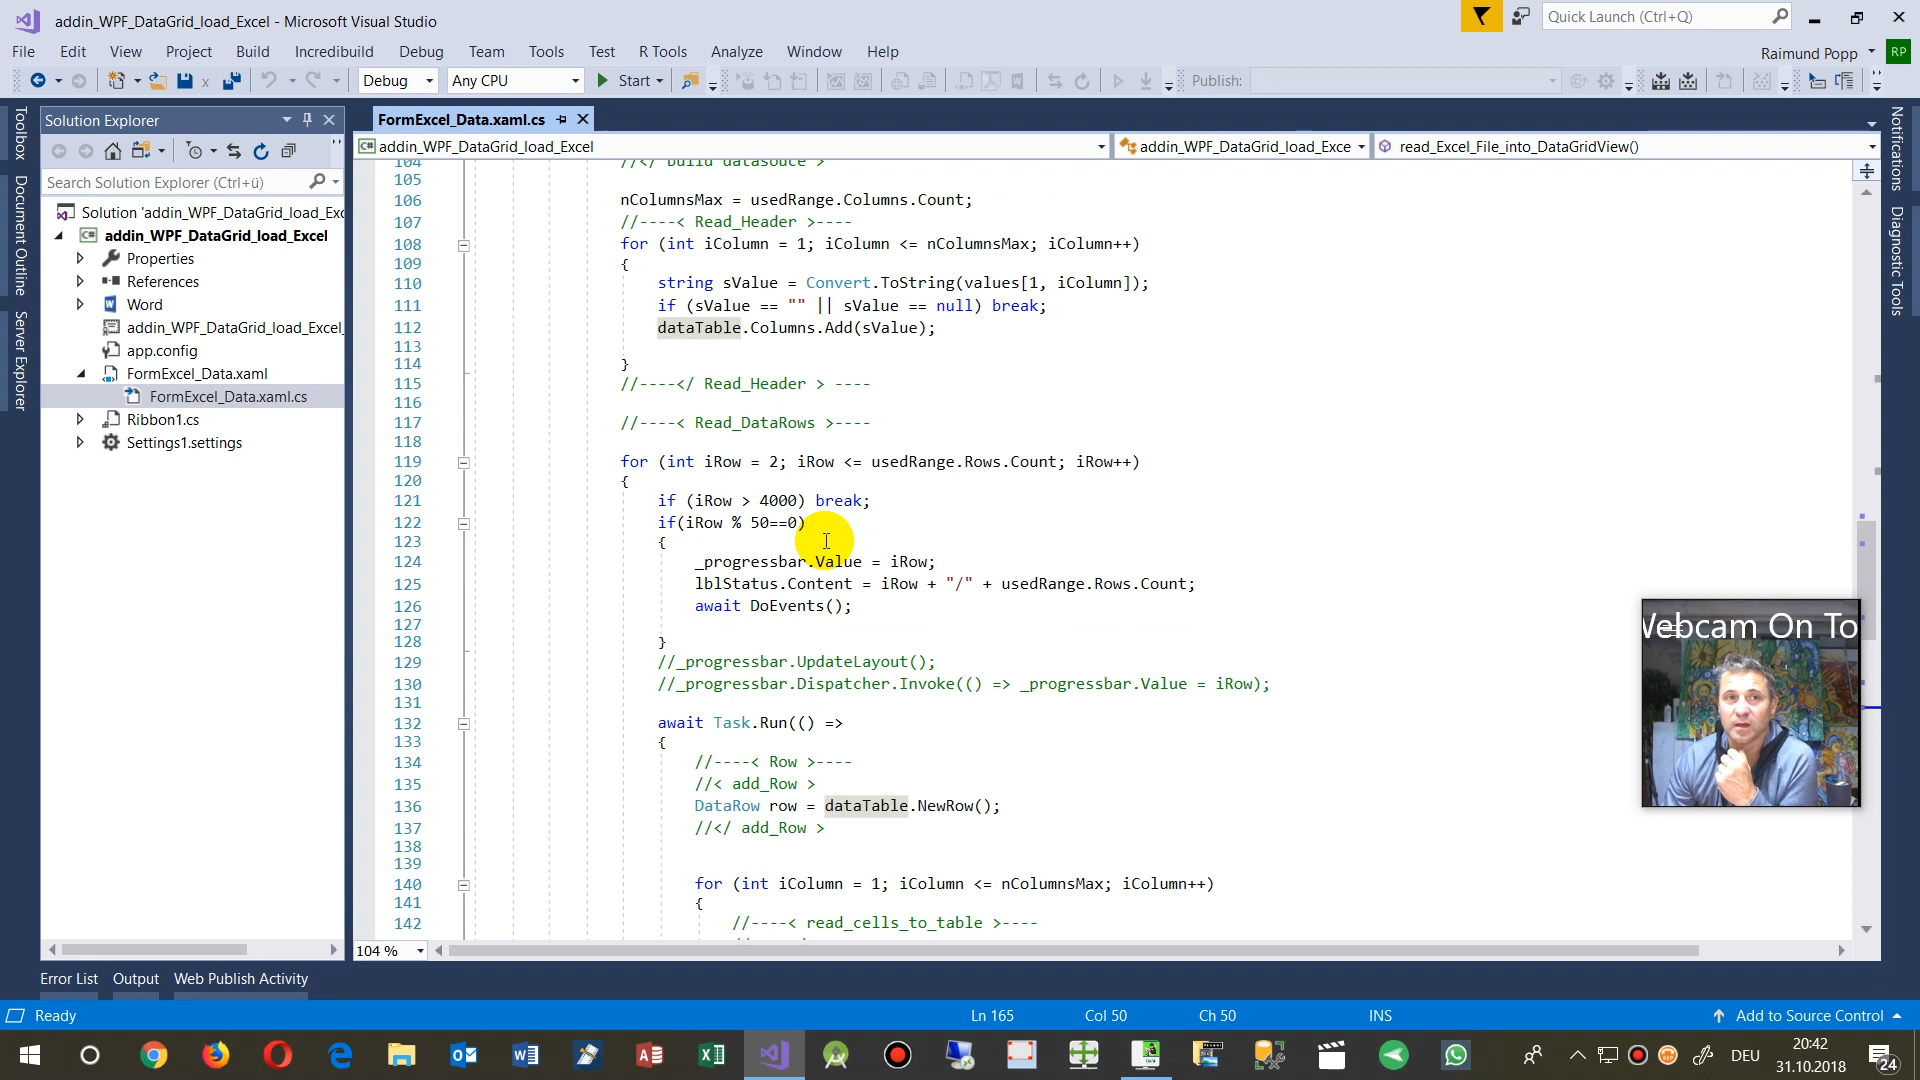 addin_WPF_DataGrid_load_Excel - Microsoft Visual Studio
Quick Launch (Ctrl+Q)
File Edit View Project Build Incredibuild Debug Team Tools Test R Tools Analyze Window Help
Raimund Popp RP
Debug Any CPU Start Publish:
Toolbox
Document Outline
Server Explorer
Solution Explorer
Search Solution Explorer (Ctrl+ü)
Solution 'addin_WPF_DataGrid_load_Exc
addin_WPF_DataGrid_load_Excel
Properties
References
Word
addin_WPF_DataGrid_load_Excel_
app.config
FormExcel_Data.xaml
FormExcel_Data.xaml.cs
Ribbon1.cs
Settings1.settings
FormExcel_Data.xaml.cs
addin_WPF_DataGrid_load_Excel addin_WPF_DataGrid_load_Exce read_Excel_File_into_DataGridView()
104 //</ build datasouce >
105
106 nColumnsMax = usedRange.Columns.Count;
107 //----< Read_Header >----
108 for (int iColumn = 1; iColumn <= nColumnsMax; iColumn++)
109 {
110 string sValue = Convert.ToString(values[1, iColumn]);
111 if (sValue == "" || sValue == null) break;
112 dataTable.Columns.Add(sValue);
113
114 }
115 //----</ Read_Header > ----
116
117 //----< Read_DataRows >----
118
119 for (int iRow = 2; iRow <= usedRange.Rows.Count; iRow++)
120 {
121 if (iRow > 4000) break;
122 if(iRow % 50==0)
123 {
124 _progressbar.Value = iRow;
125 lblStatus.Content = iRow + "/" + usedRange.Rows.Count;
126 await DoEvents();
127
128 }
129 //_progressbar.UpdateLayout();
130 //_progressbar.Dispatcher.Invoke(() => _progressbar.Value = iRow);
131
132 await Task.Run(() =>
133 {
134 //----< Row >----
135 //< add_Row >
136 DataRow row = dataTable.NewRow();
137 //</ add_Row >
138
139
140 for (int iColumn = 1; iColumn <= nColumnsMax; iColumn++)
141 {
142 //----< read_cells_to_table >----
104 %
Notifications
Diagnostic Tools
Webcam On To
Error List Output Web Publish Activity
Ready Ln 165 Col 50 Ch 50 INS Add to Source Control
DEU
20:42
31.10.2018
24